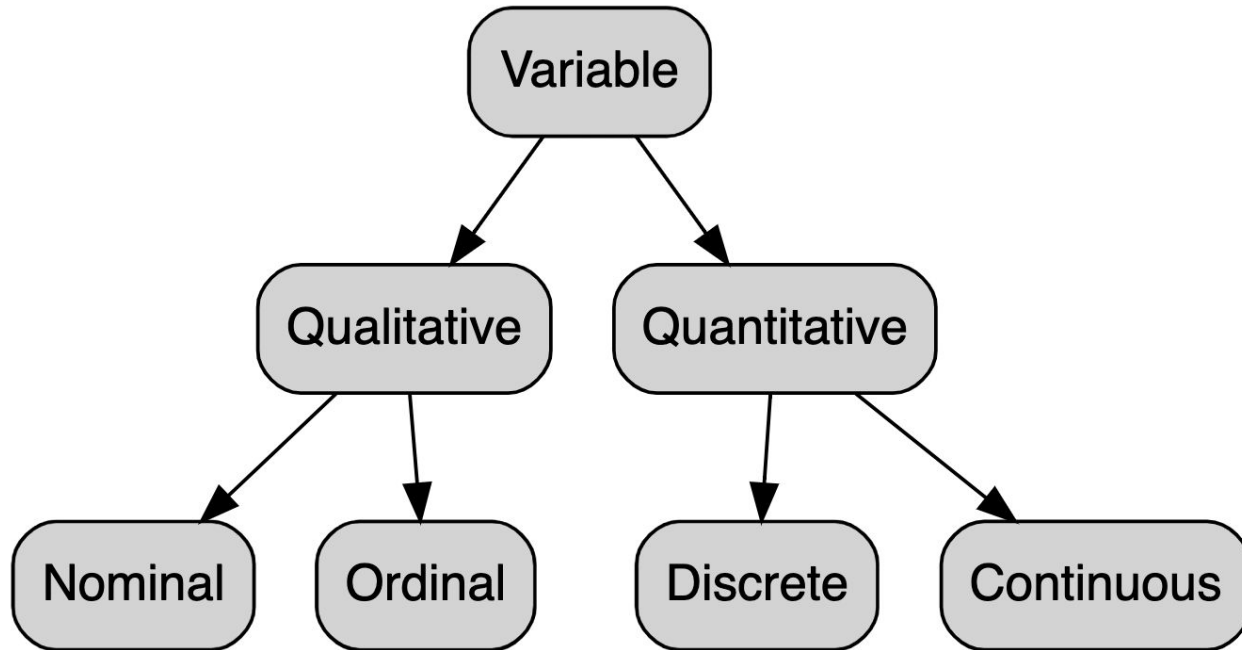 Variable
Qualitative
Quantitative
Nominal
Ordinal
Discrete
Continuous